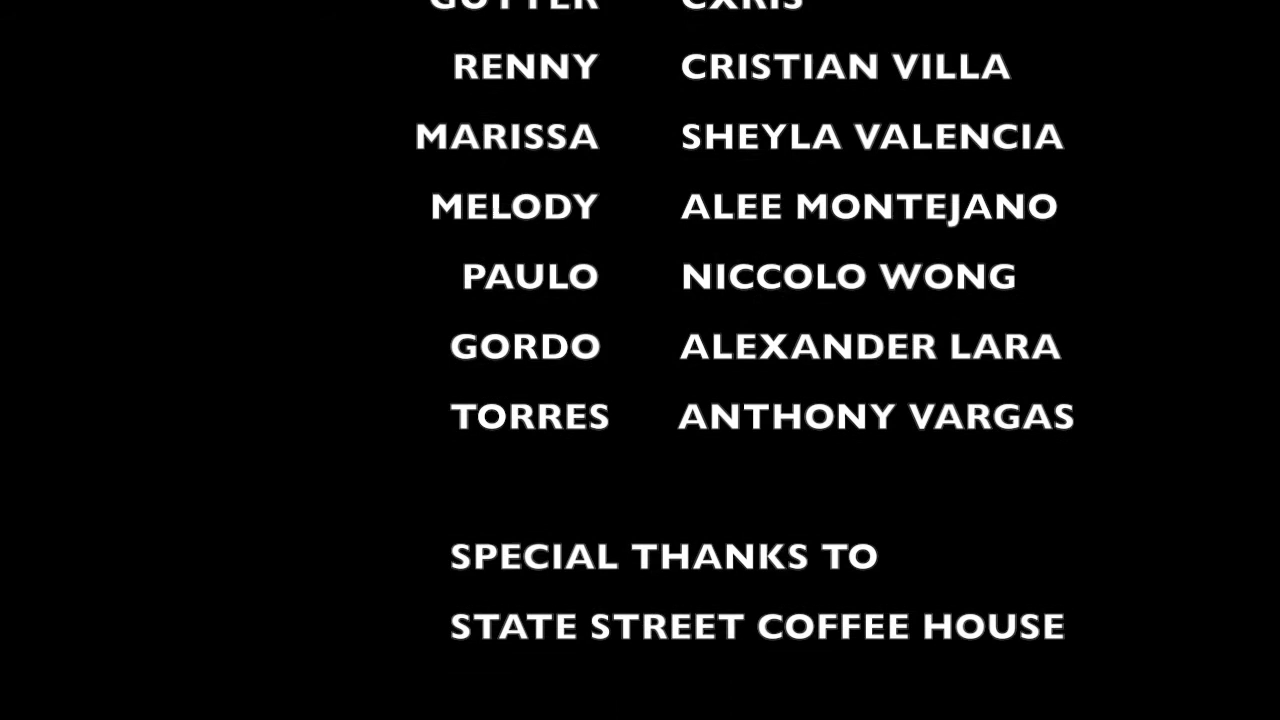 RENNY CRISTIAN VILLA
MARISSA SHEYLA VALENCIA
MELODY ALEE MONTEJANO
PAULO NICCOLO WONG
GORDO ALEXANDER LARA
TORRES ANTHONY VARGAS
SPECIAL THANKS TO
STATE STREET COFFEE HOUSE